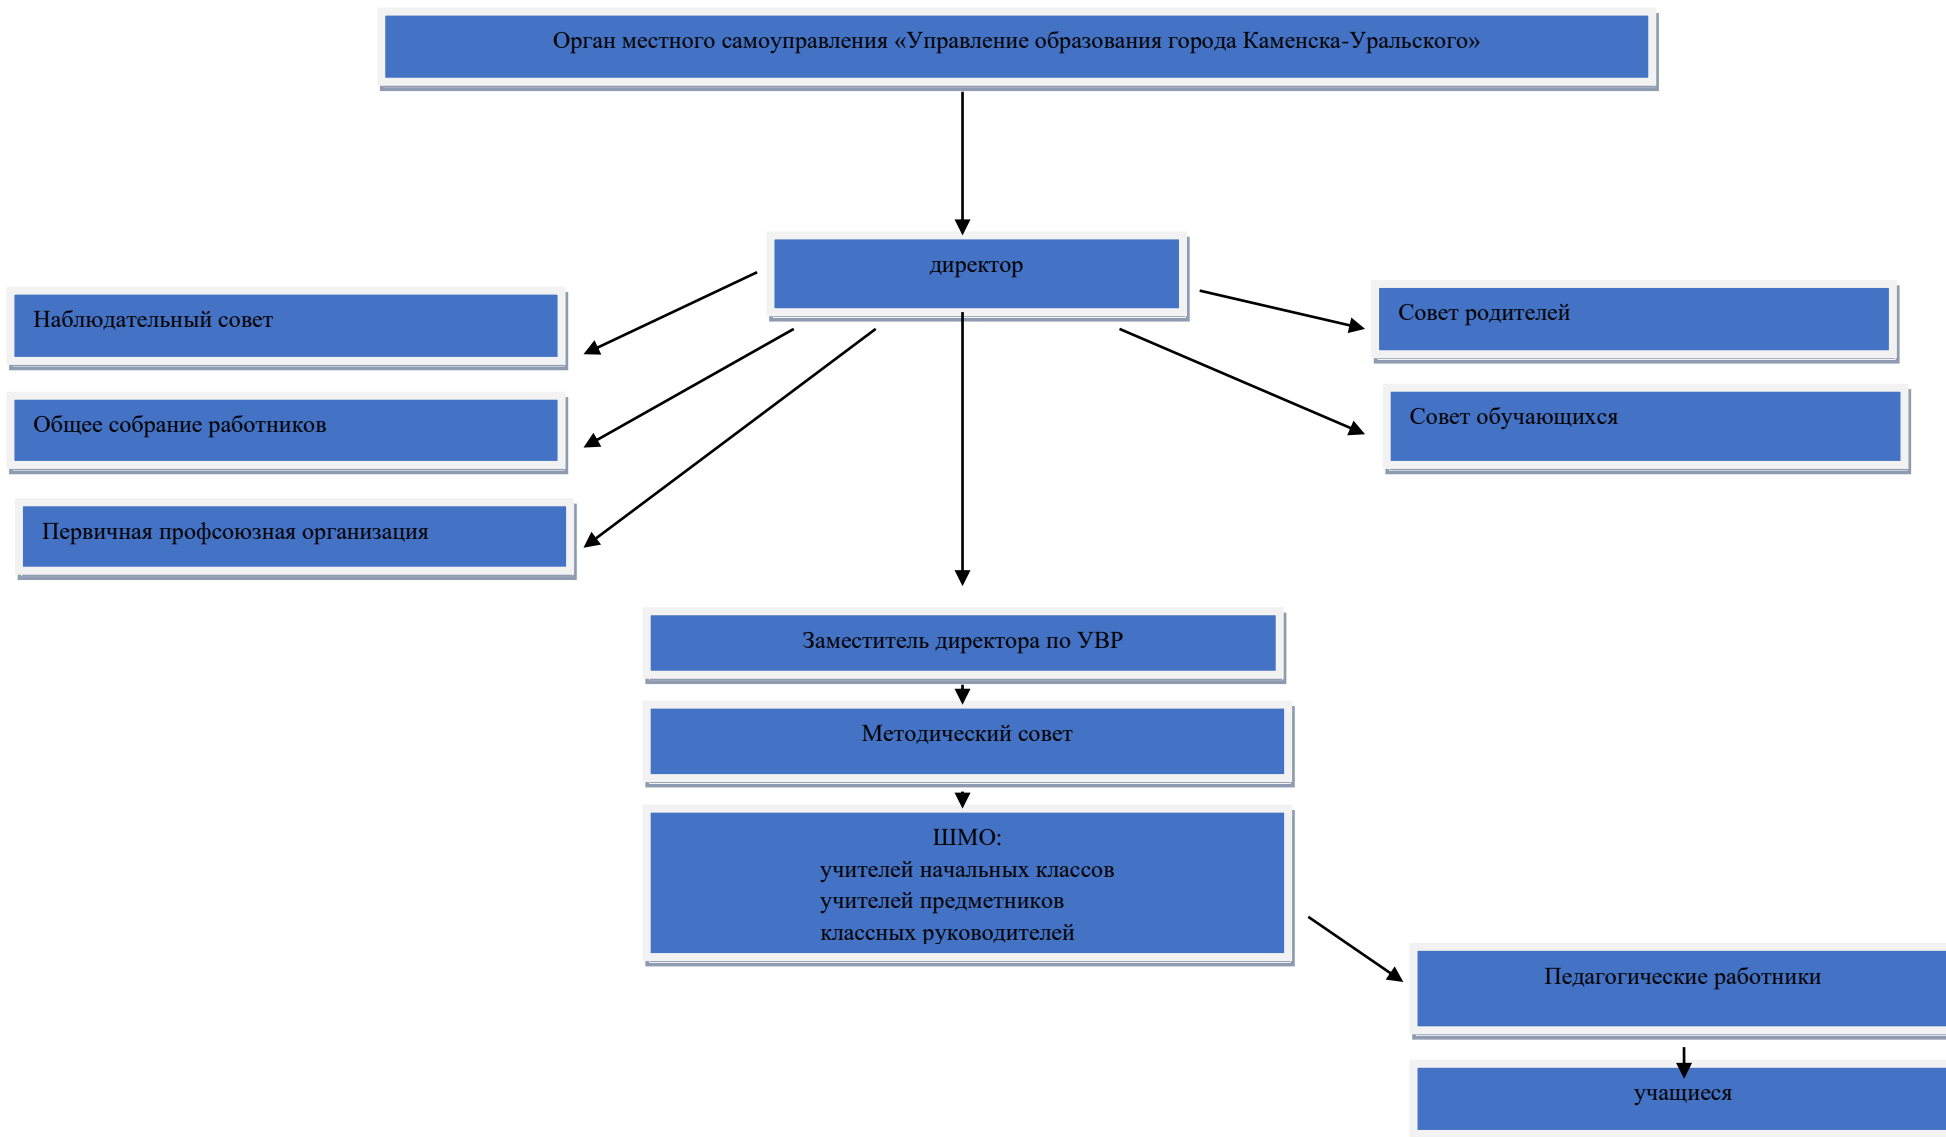 Орган местного самоуправления «Управление образования города Каменска-Уральского»
директор
Наблюдательный совет
Общее собрание работников
Первичная профсоюзная организация
Совет родителей
Совет обучающихся
Заместитель директора по УВР
Методический совет
ШМО:
учителей начальных классов
учителей предметников
классных руководителей
Педагогические работники
учащиеся